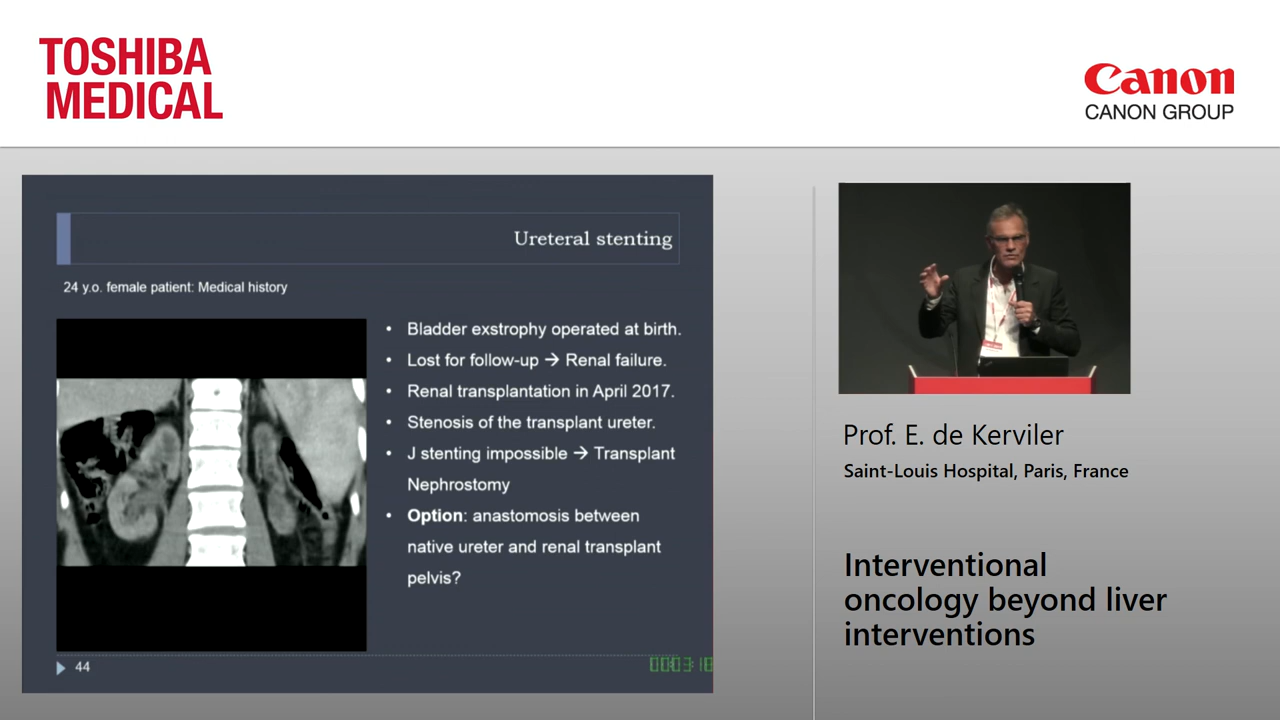 TOSHIBA
MEDICAL
Canon
CANON GROUP
Ureteral stenting
24 y.o. female patient: Medical history
• Bladder exstrophy operated at birth.
• Lost for follow-up → Renal failure.
• Renal transplantation in April 2017.
• Stenosis of the transplant ureter.
• J stenting impossible → Transplant
Nephrostomy
• Option: anastomosis between
native ureter and renal transplant
pelvis?
44
Prof. E. de Kerviler
Saint-Louis Hospital, Paris, France
Interventional
oncology beyond liver
interventions